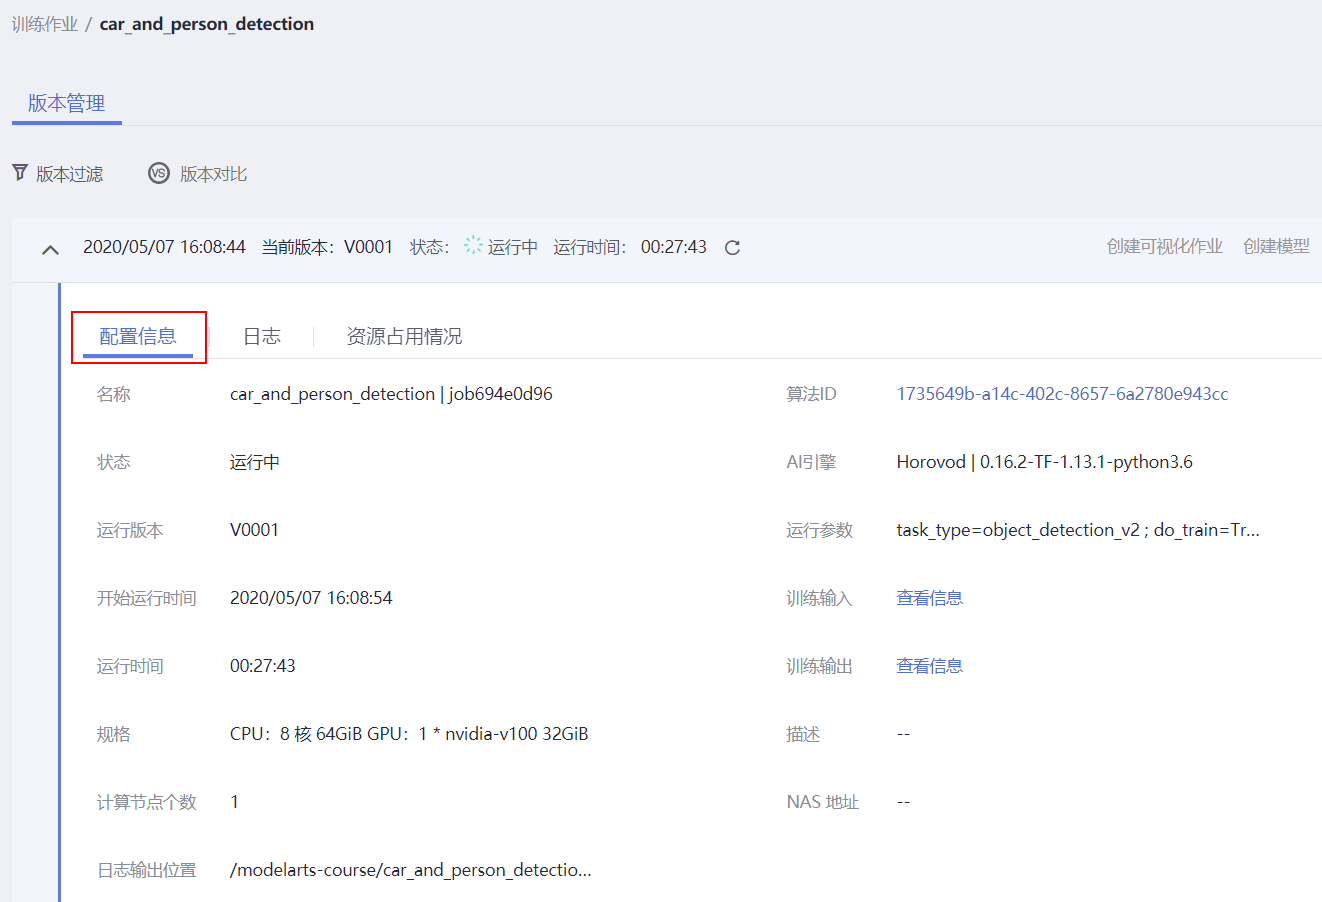 训练作业 / car_and_person_detection
版本管理
版本过滤 VS 版本对比
2020/05/07 16:08:44 当前版本：V0001 状态： 运行中 运行时间： 00:27:43 创建可视化作业 创建模型
配置信息 日志 资源占用情况
名称 car_and_person_detection | job694e0d96 算法ID 1735649b-a14c-402c-8657-6a2780e943cc
状态 运行中 AI引擎 Horovod | 0.16.2-TF-1.13.1-python3.6
运行版本 V0001 运行参数 task_type=object_detection_v2 ; do_train=Tr...
开始运行时间 2020/05/07 16:08:54 训练输入 查看信息
运行时间 00:27:43 训练输出 查看信息
规格 CPU：8 核 64GiB GPU：1 * nvidia-v100 32GiB 描述 --
计算节点个数 1 NAS 地址 --
日志输出位置 /modelarts-course/car_and_person_detectio...